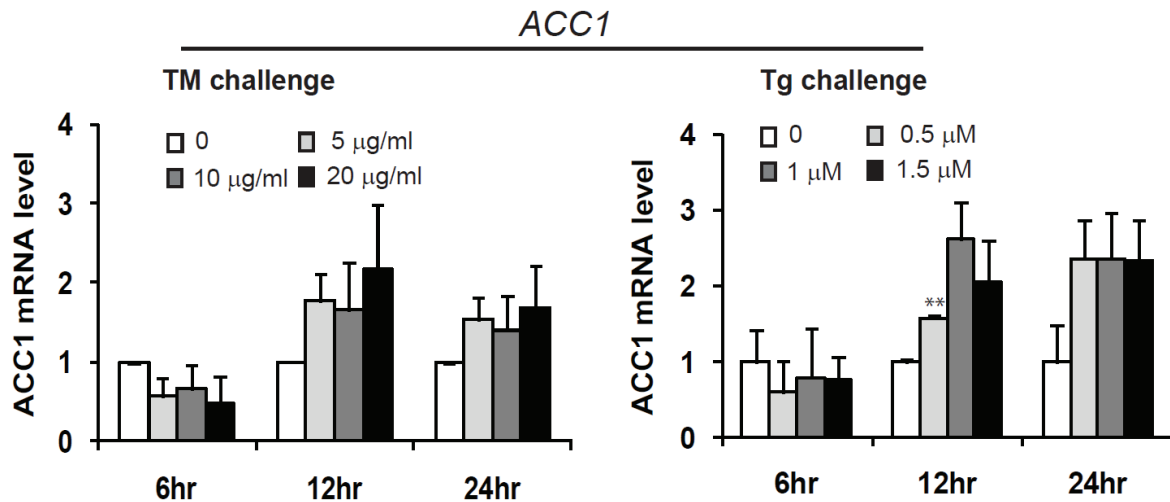 ACC1
TM challenge
0
5 μg/ml
10 μg/ml
20 μg/ml
ACC1 mRNA level
4
3
2
1
0
6hr
12hr
24hr
Tg challenge
0
0.5 μM
1 μM
1.5 μM
ACC1 mRNA level
4
3
2
1
0
**
6hr
12hr
24hr